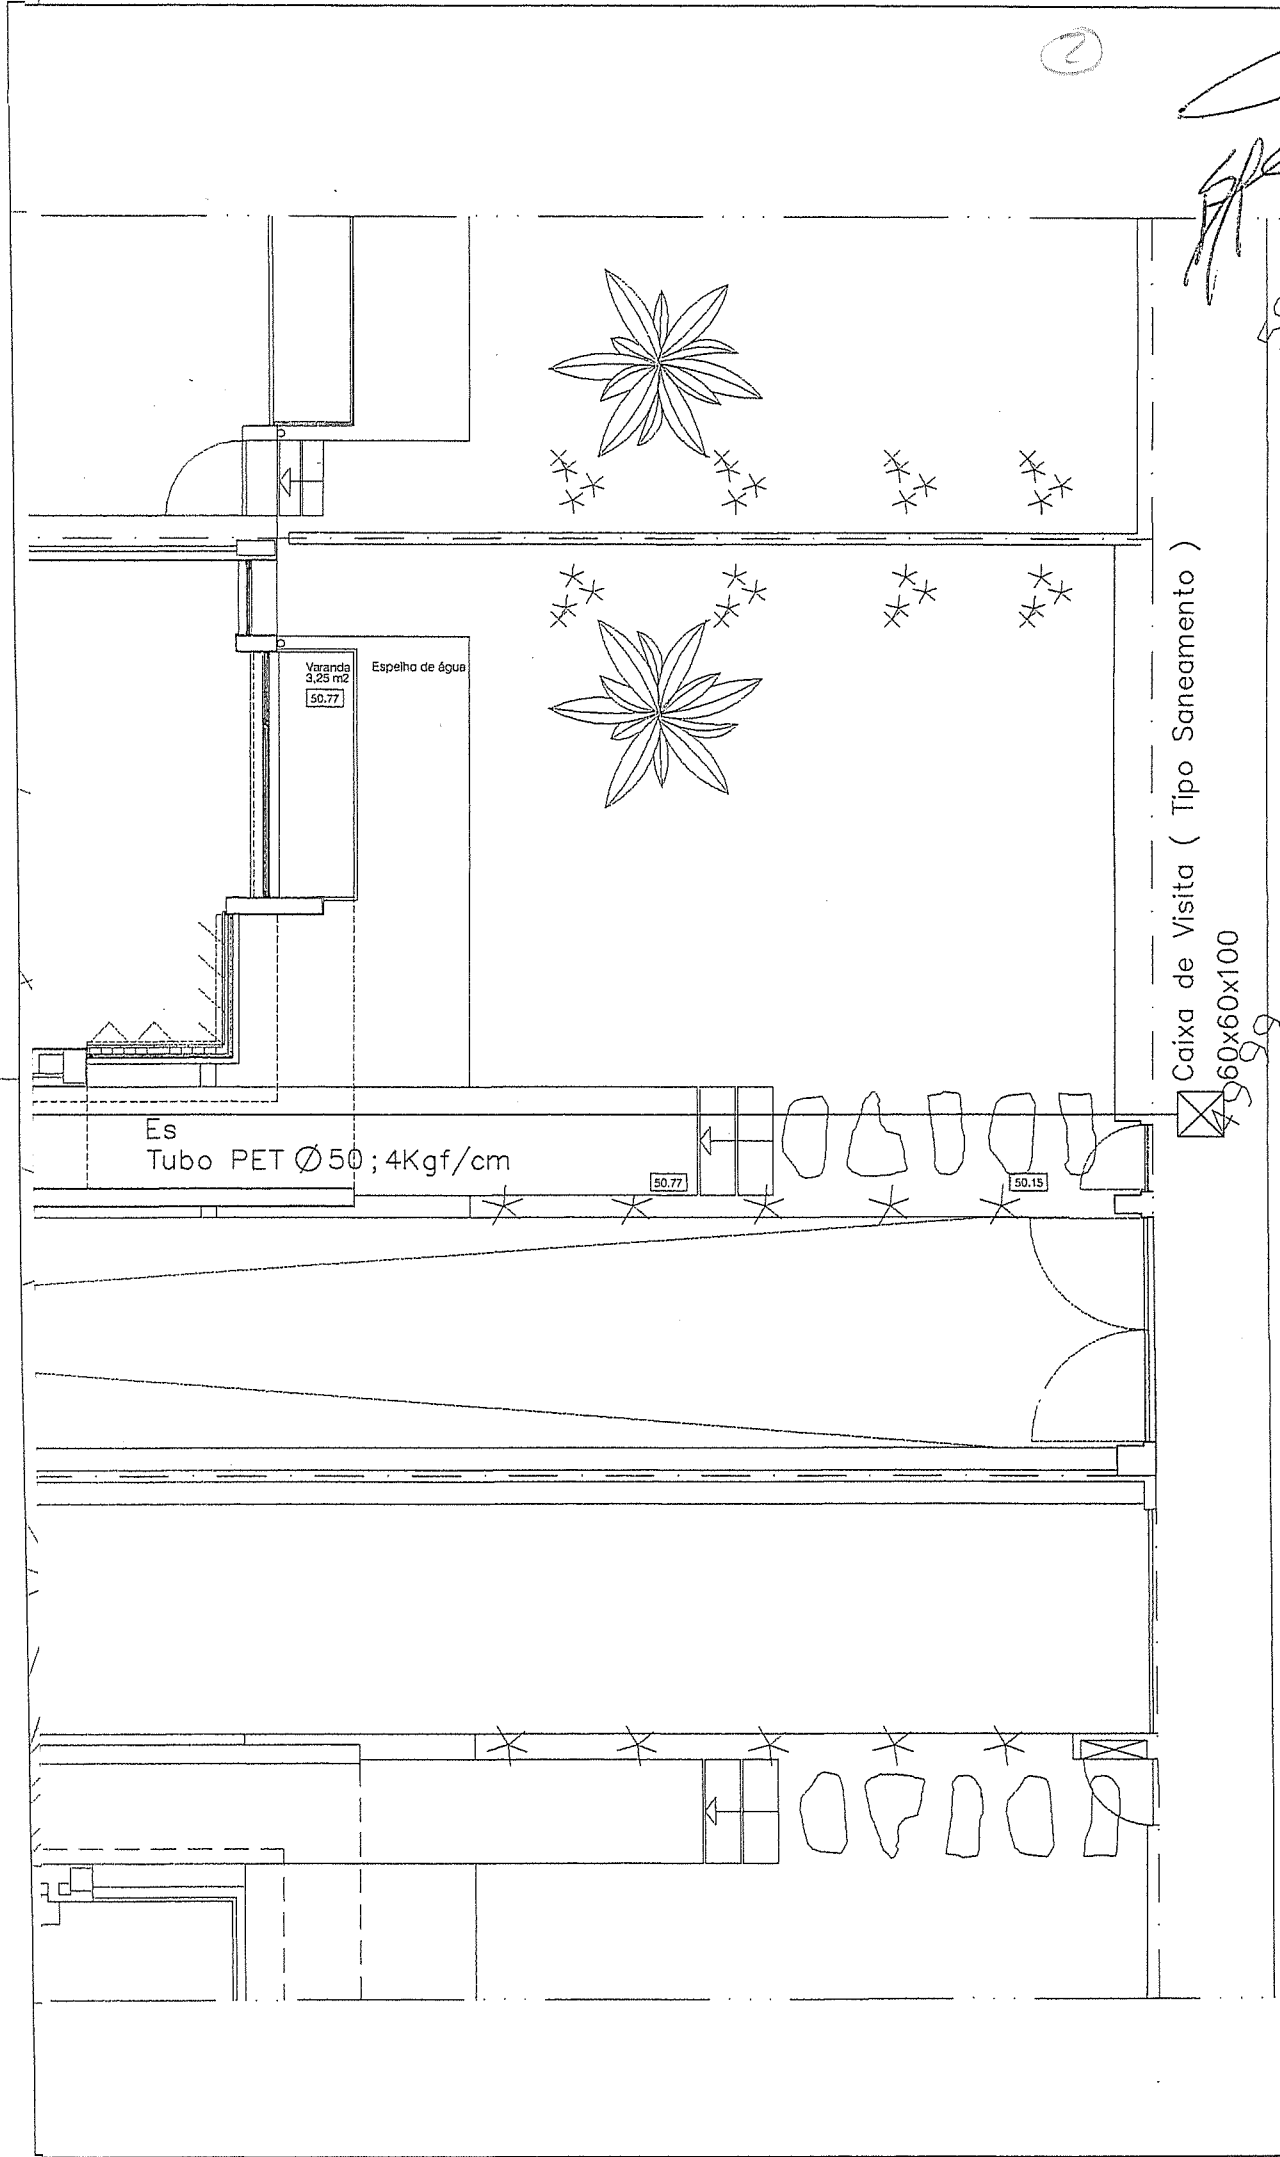 2
Varanda
3,25 m2
50.77
Espelho de água
Caixa de Visita ( Tipo Saneamento )
60x60x100
Es
Tubo PET Ø50;4Kgf/cm
50.77
50.15